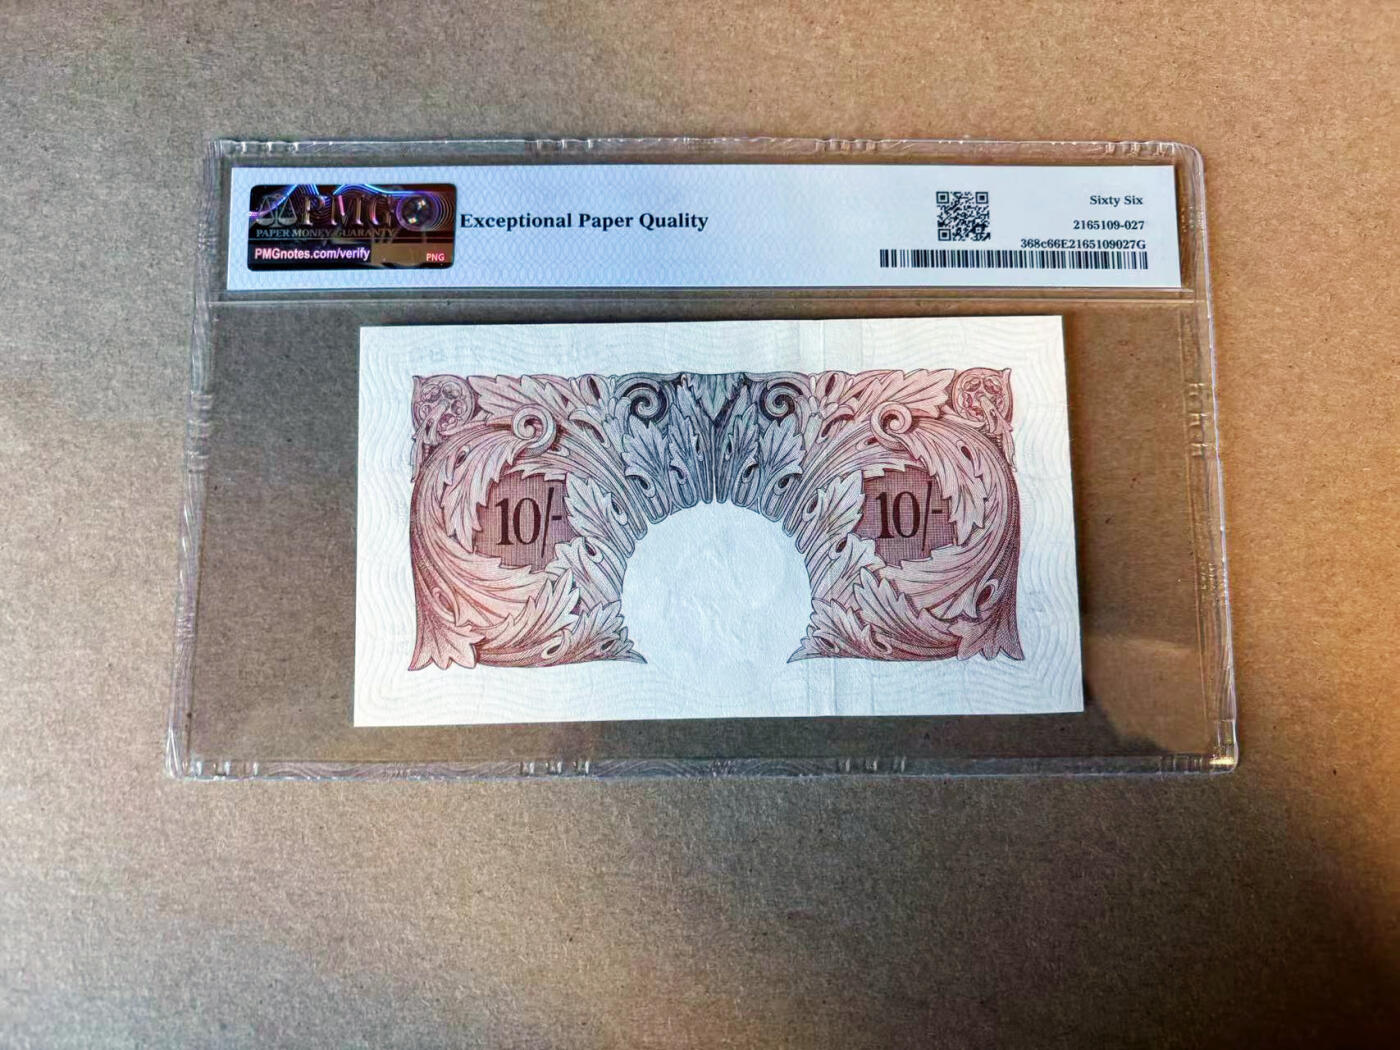 PMG
PAPER MONEY GUARANTY
PMGnotes.com/verify
PNG
Exceptional Paper Quality
Sixty Six
2165109-027
368c66E2165109027G
10/-
10/-